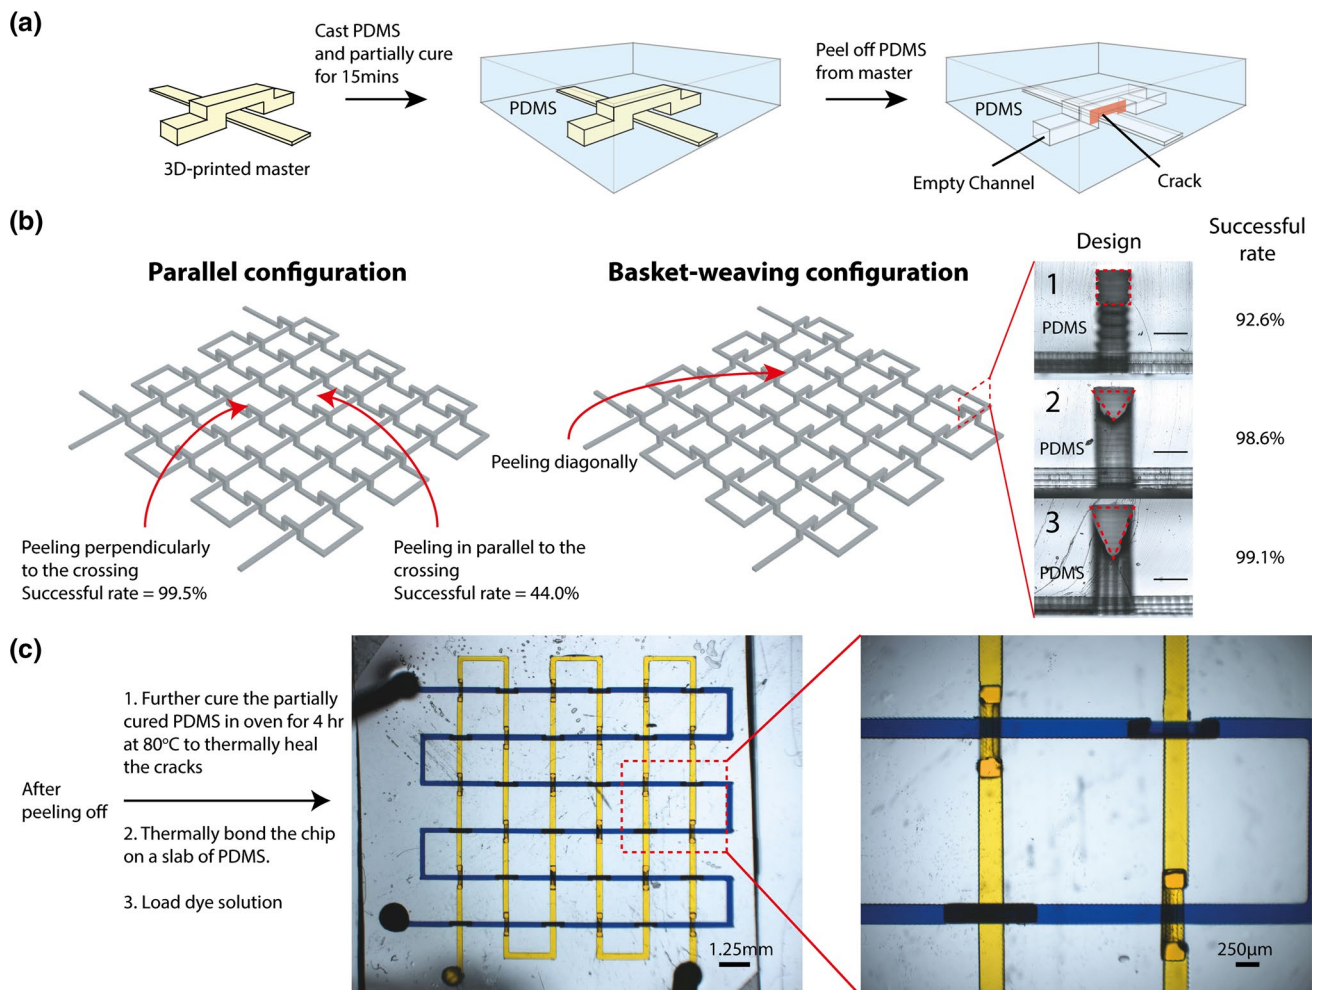 (a)
Cast PDMS
and partially cure
for 15mins
Peel off PDMS
from master
PDMS
PDMS
3D-printed master
Empty Channel
Crack
(b)
Parallel configuration
Basket-weaving configuration
Design
Successful
rate
1
PDMS
92.6%
2
PDMS
98.6%
3
PDMS
99.1%
Peeling diagonally
Peeling perpendicularly
to the crossing
Successful rate = 99.5%
Peeling in parallel to the
crossing
Successful rate = 44.0%
(c)
After
peeling off
1. Further cure the partially
cured PDMS in oven for 4 hr
at 80°C to thermally heal
the cracks
2. Thermally bond the chip
on a slab of PDMS.
3. Load dye solution
1.25mm
250µm